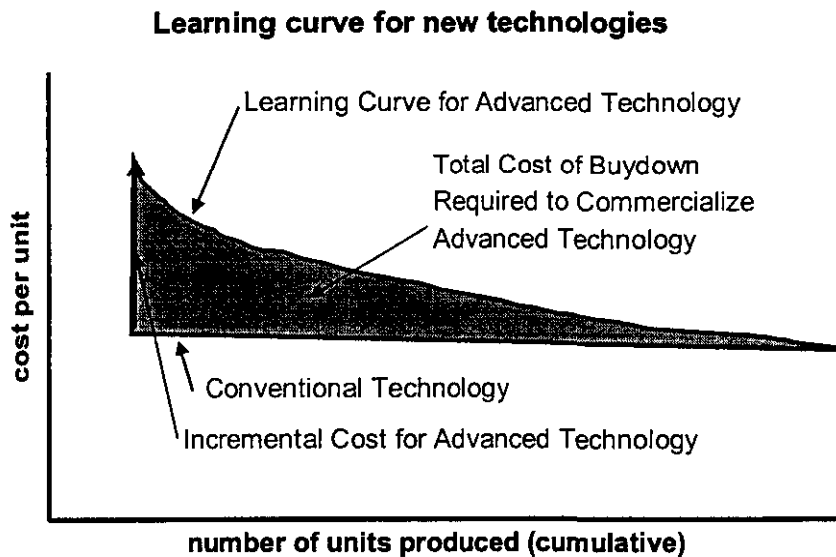 Learning curve for new technologies
Learning Curve for Advanced Technology
Total Cost of Buydown
Required to Commercialize
Advanced Technology
cost per unit
Conventional Technology
Incremental Cost for Advanced Technology
number of units produced (cumulative)